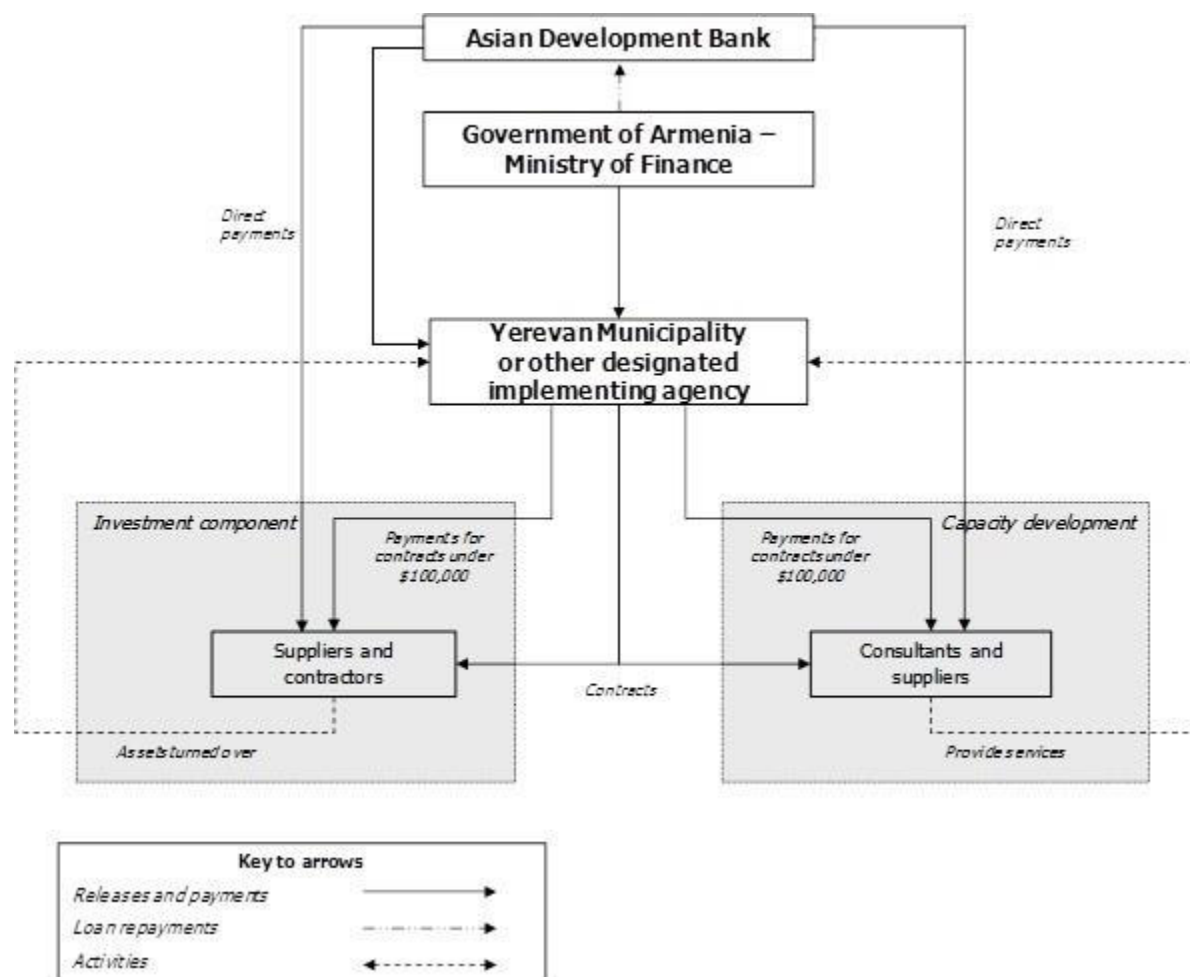 Asian Development Bank
Government of Armenia –
Ministry of Finance
Direct
payments
Direct
payments
Yerevan Municipality
or other designated
implementing agency
Investment component
Payments for
contracts under
$100,000
Payments for
contracts under
$100,000
Capacity development
Suppliers and
contractors
Contracts
Consultants and
suppliers
Assets turned over
Provide services
Key to arrows
Releases and payments
Loan repayments
Activities